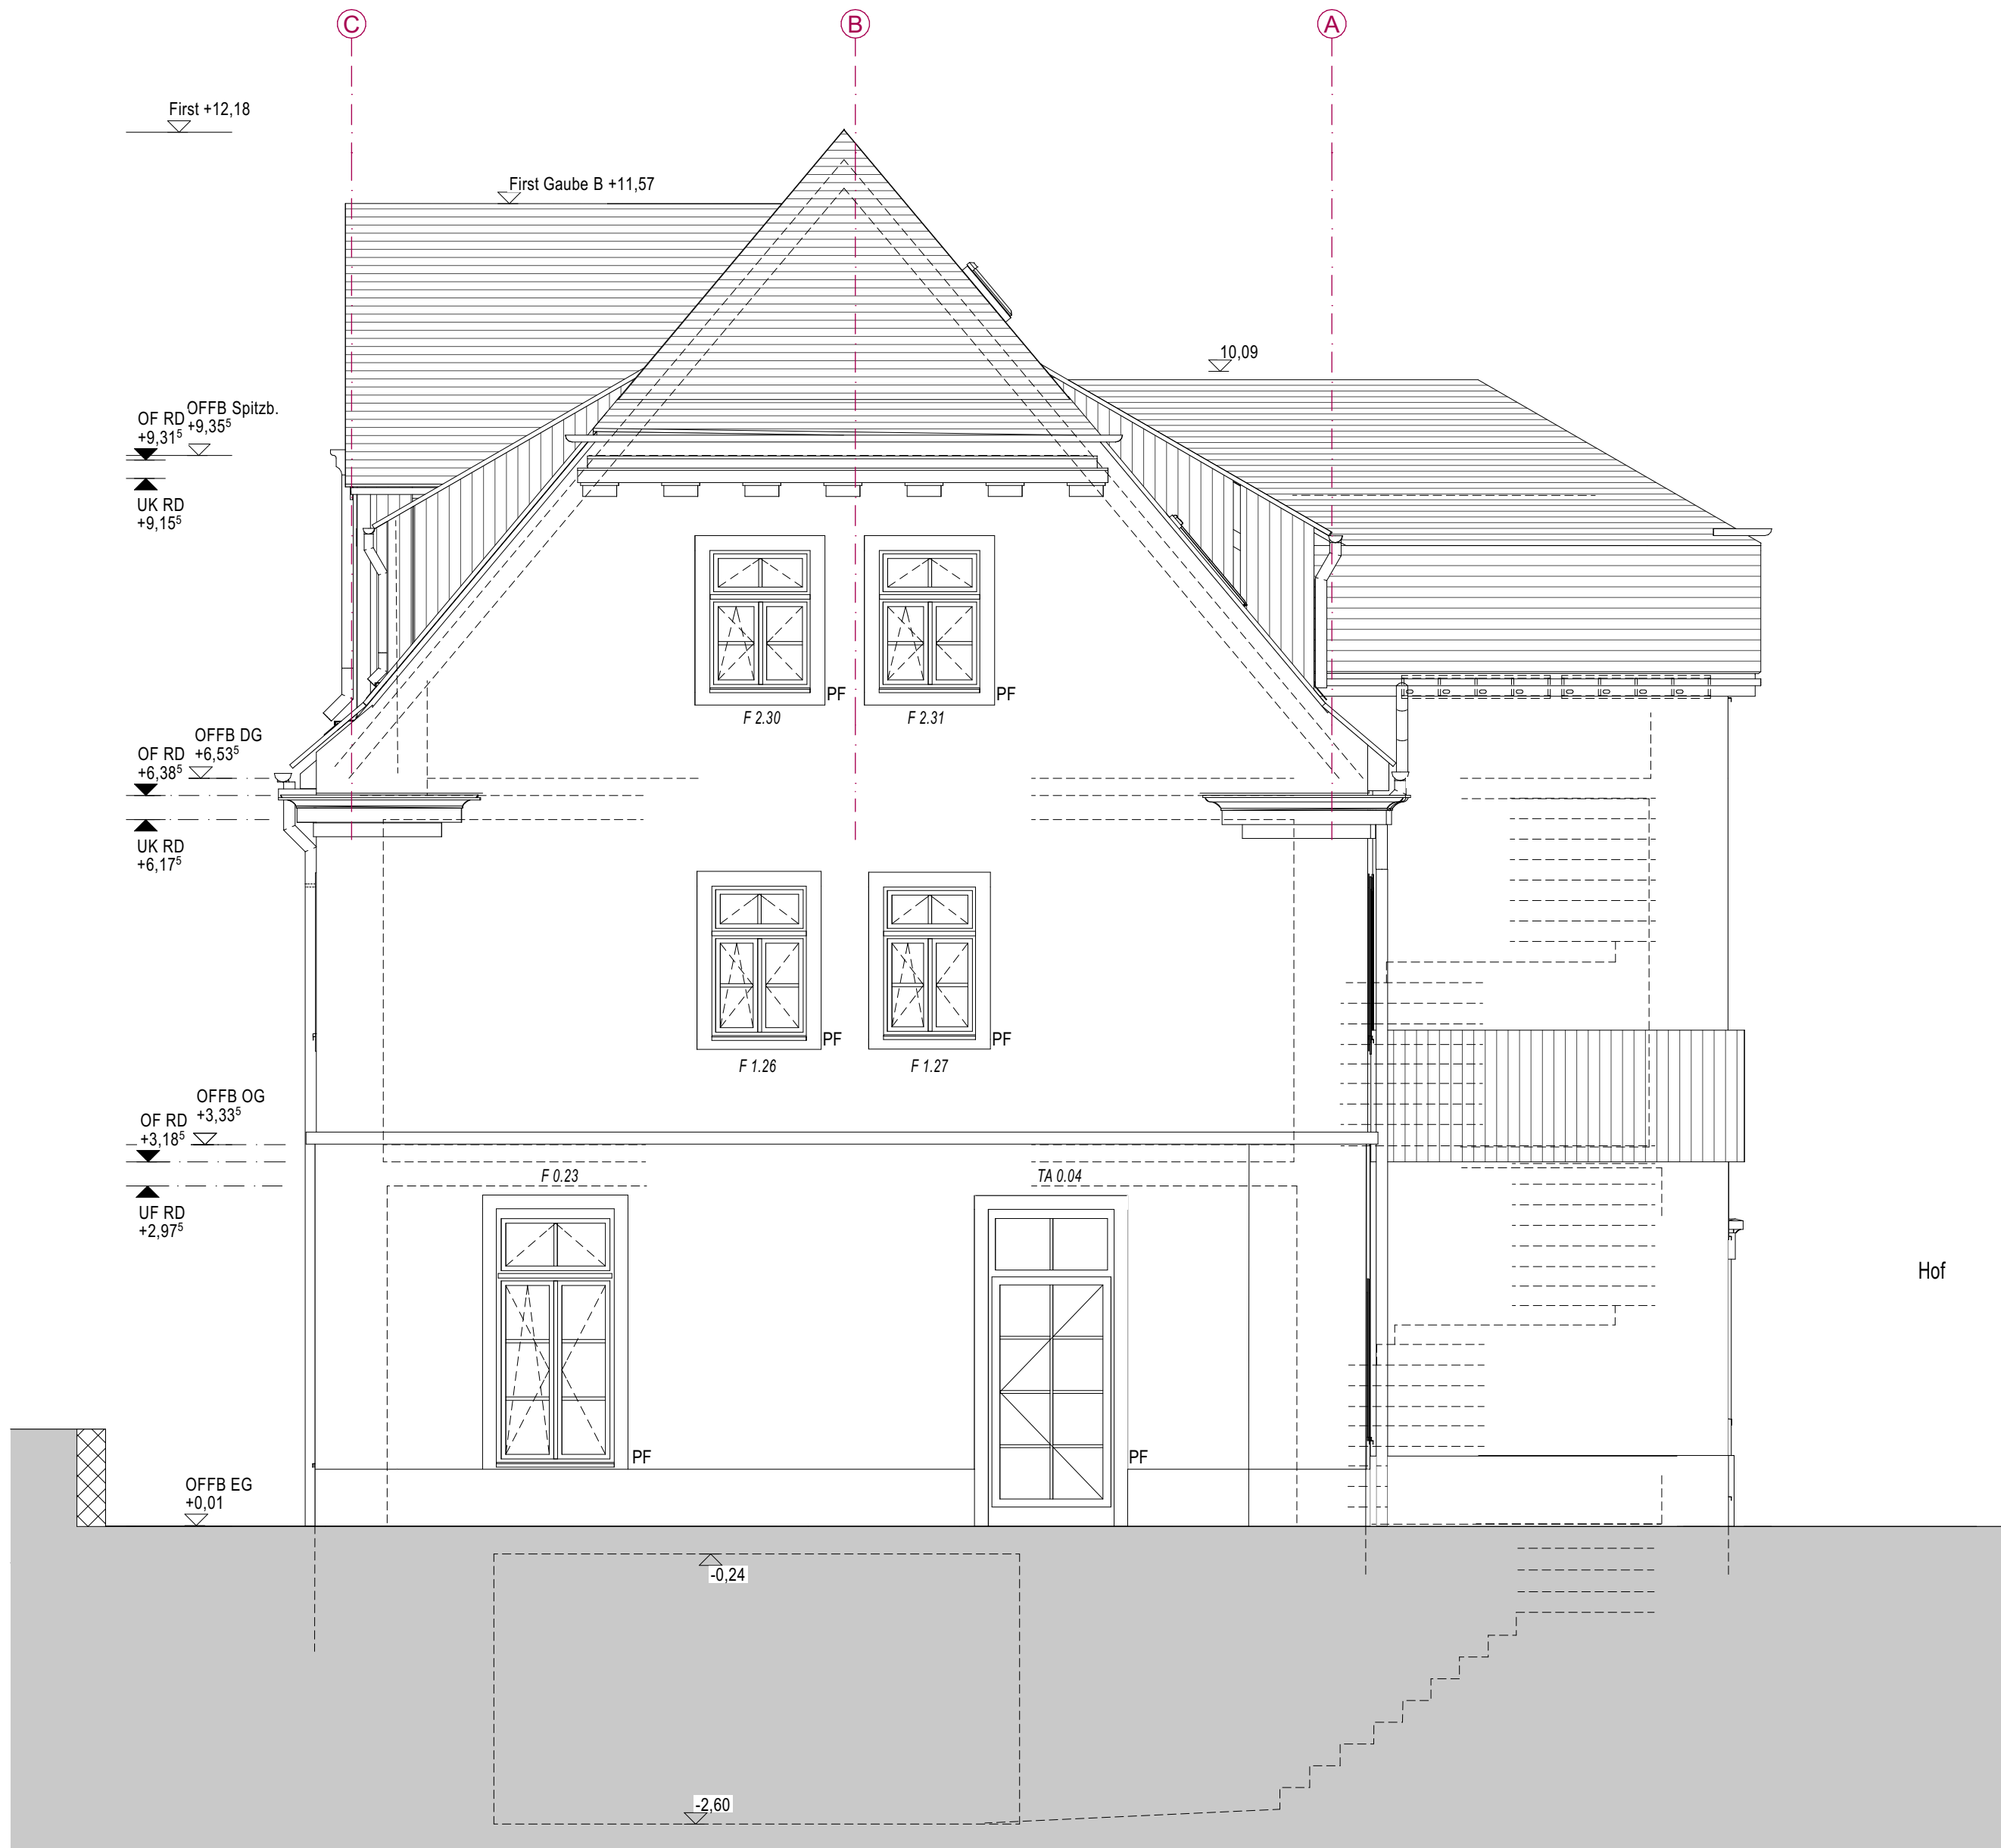 C
B
A
First +12,18
First Gaube B +11,57
10,09
OFFB Spitzb.
+9,35⁵
OF RD
+9,31⁵
UK RD
+9,15⁵
PF
PF
F 2.30
F 2.31
OFFB DG
+6,53⁵
OF RD
+6,38⁵
UK RD
+6,17⁵
PF
PF
F 1.26
F 1.27
OFFB OG
+3,33⁵
OF RD
+3,18⁵
UF RD
+2,97⁵
F 0.23
TA 0.04
Hof
PF
PF
OFFB EG
+0,01
-0,24
-2,60